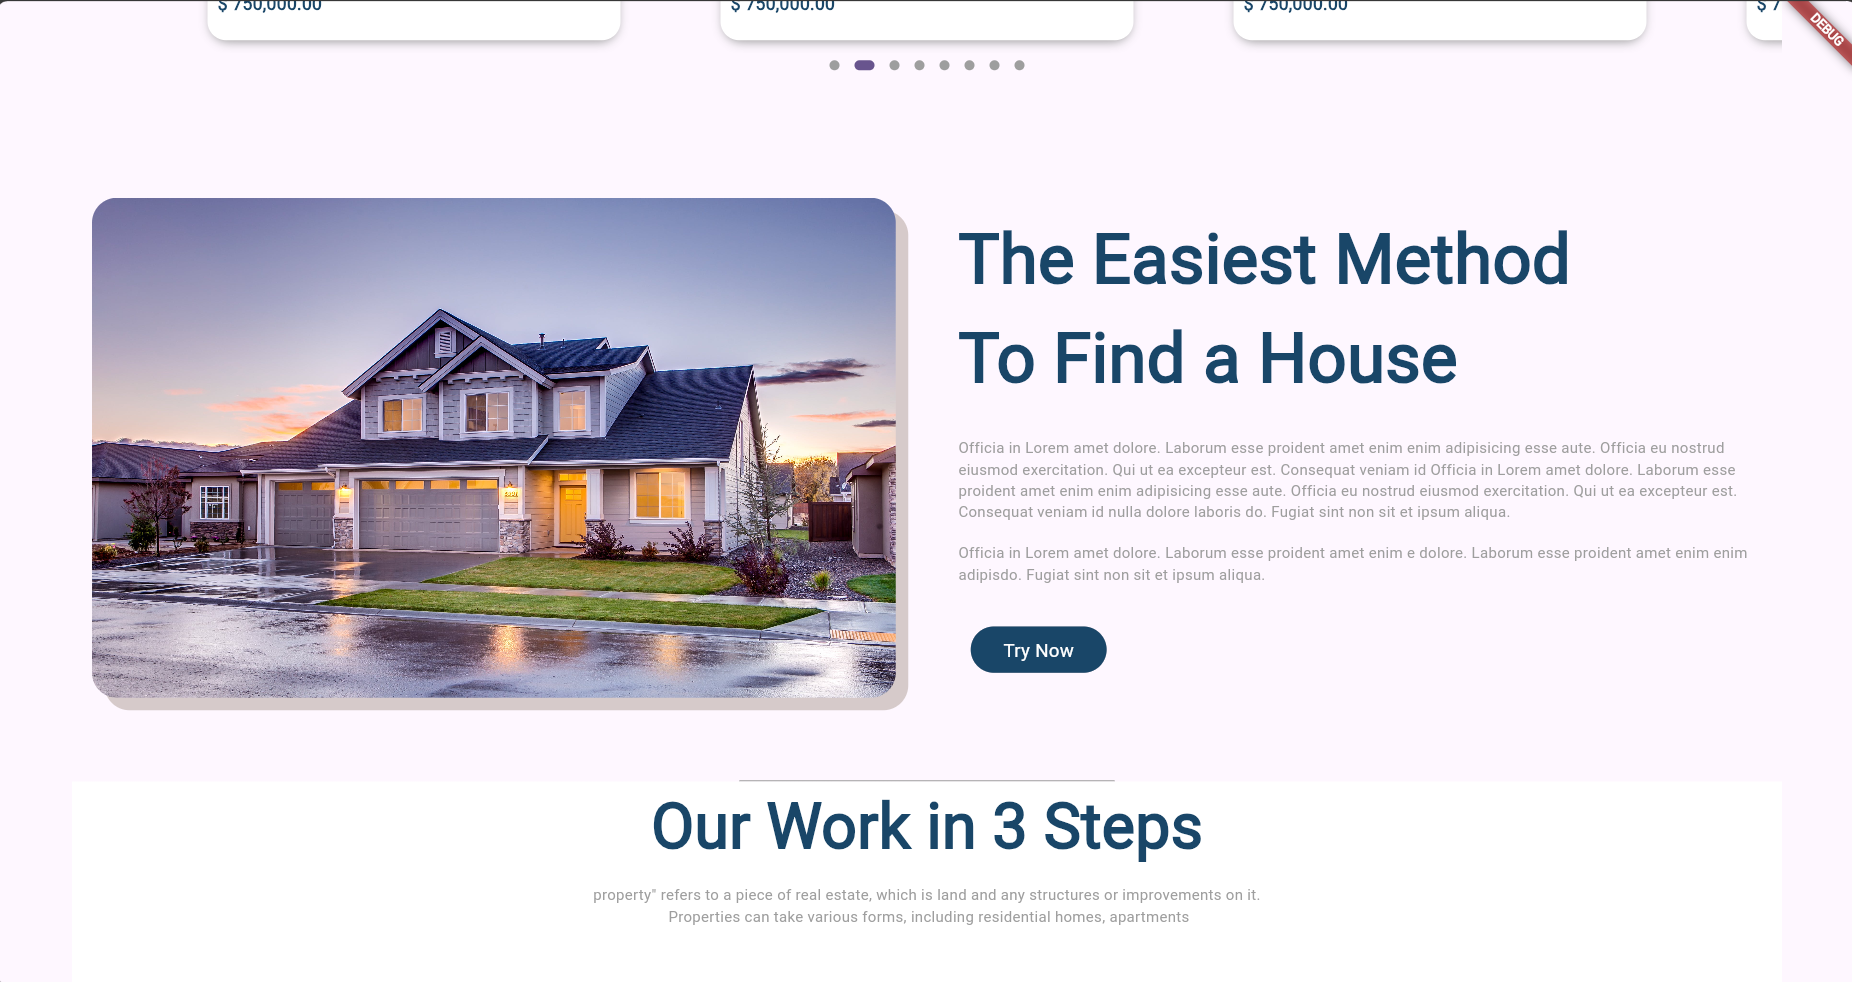 $ 750,000.00
$ 750,000.00
$ 750,000.00
$ 7
DEBUG
The Easiest Method
To Find a House
Officia in Lorem amet dolore. Laborum esse proident amet enim enim adipisicing esse aute. Officia eu nostrud
eiusmod exercitation. Qui ut ea excepteur est. Consequat veniam id Officia in Lorem amet dolore. Laborum esse
proident amet enim enim adipisicing esse aute. Officia eu nostrud eiusmod exercitation. Qui ut ea excepteur est.
Consequat veniam id nulla dolore laboris do. Fugiat sint non sit et ipsum aliqua.
Officia in Lorem amet dolore. Laborum esse proident amet enim e dolore. Laborum esse proident amet enim enim
adipisdo. Fugiat sint non sit et ipsum aliqua.
Try Now
Our Work in 3 Steps
property" refers to a piece of real estate, which is land and any structures or improvements on it.
Properties can take various forms, including residential homes, apartments